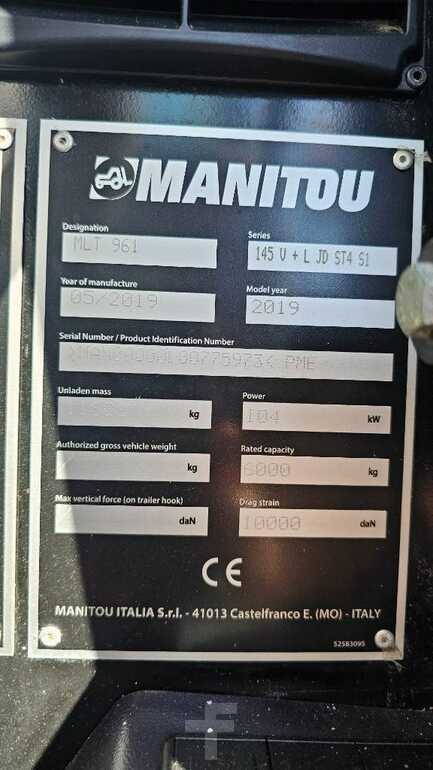 MANITOU
Designation Series
MLT 961 145 V + L JD ST4 S1
Year of manufacture Model year
05/2019 2019
Serial Number / Product Identification Number
PME
Unladen mass Power
kg 104 kW
Authorized gross vehicle weight Rated capacity
kg 6000 kg
Max vertical force (on trailer hook) Drag strain
daN 10000 daN
CE
MANITOU ITALIA S.r.l. - 41013 Castelfranco E. (MO) - ITALY
52583095